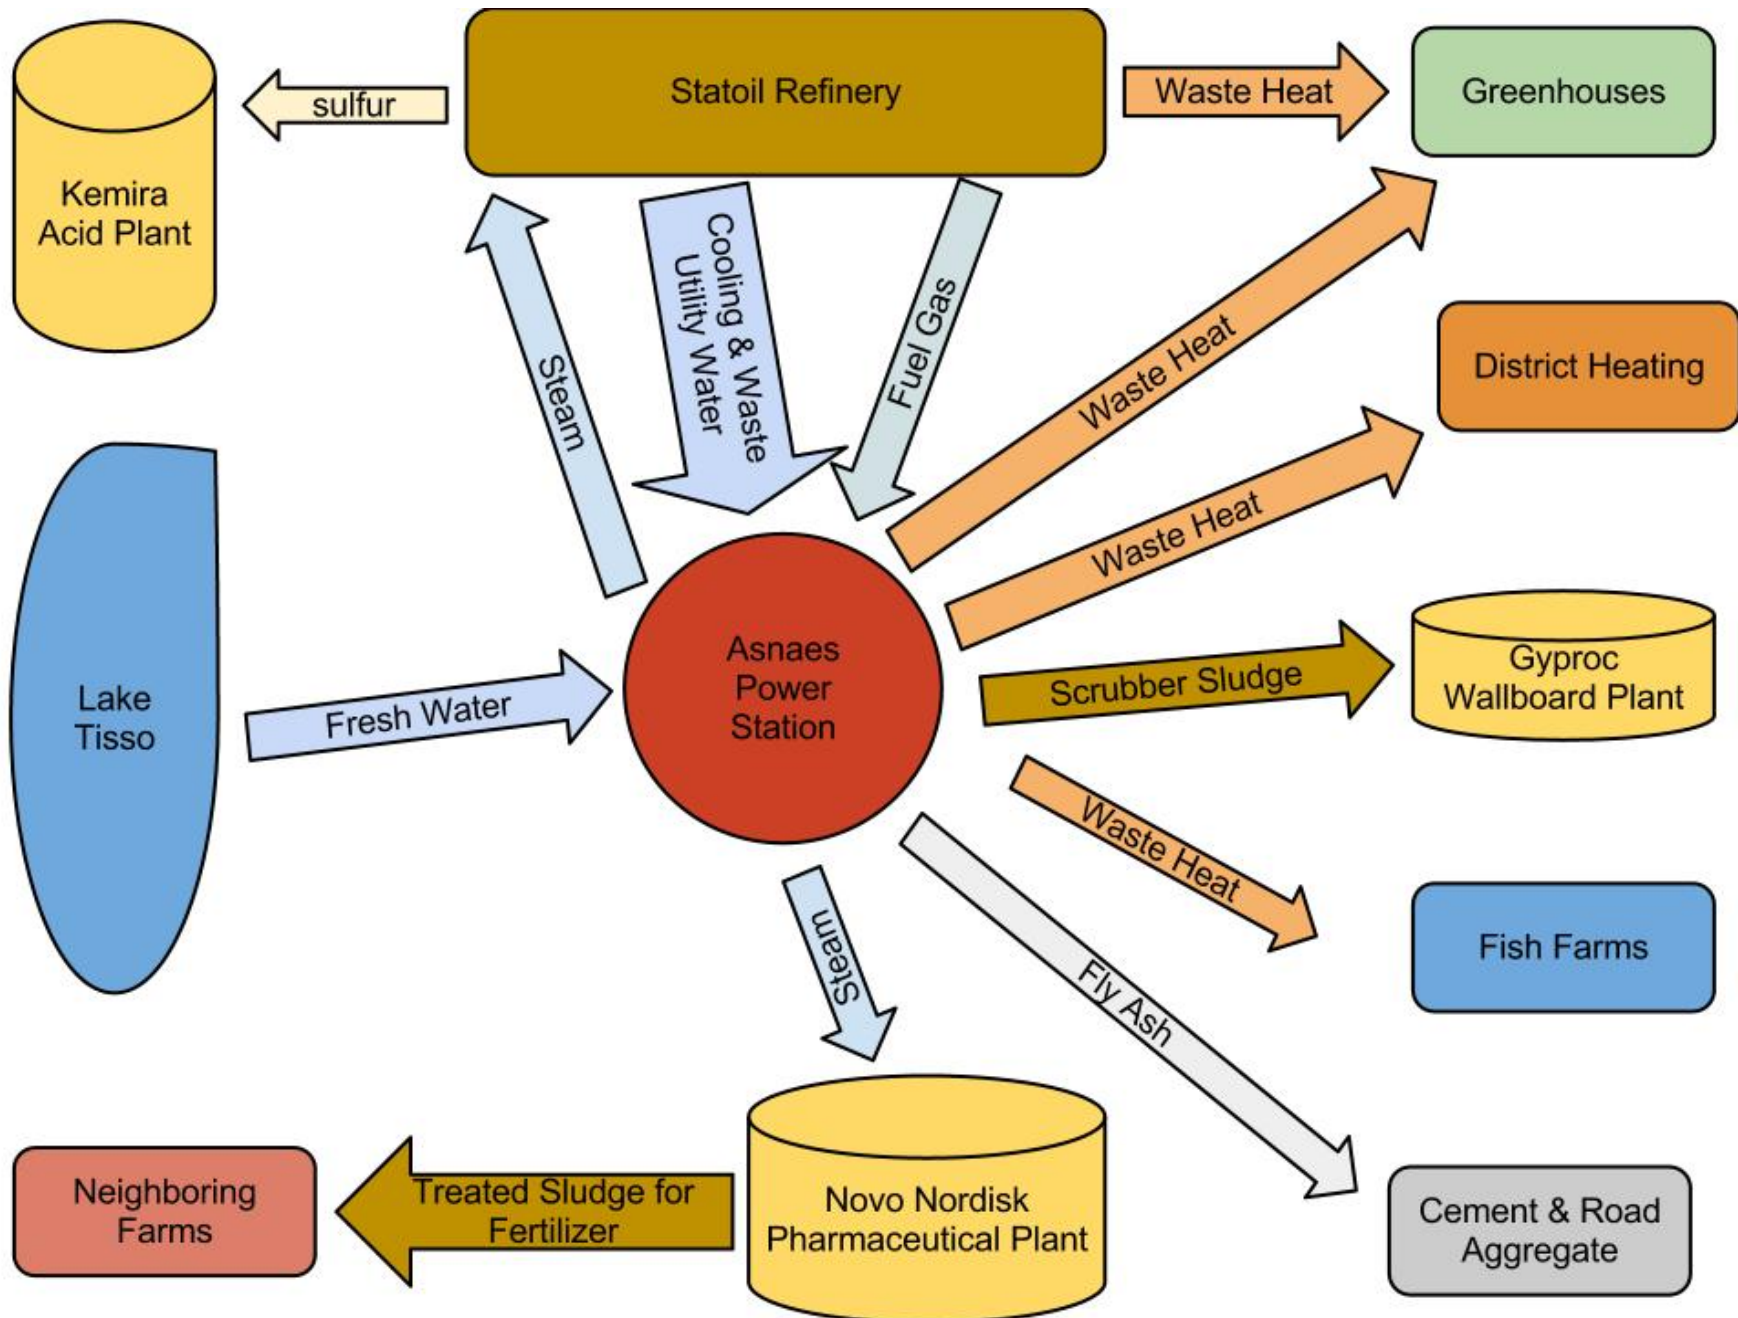 Statoil Refinery
sulfur
Waste Heat
Greenhouses
Kemira
Acid Plant
Steam
Cooling & Waste
Utility Water
Fuel Gas
Waste Heat
District Heating
Waste Heat
Lake
Tisso
Fresh Water
Asnaes
Power
Station
Scrubber Sludge
Gyproc
Wallboard Plant
Waste Heat
Fish Farms
Steam
Fly Ash
Neighboring
Farms
Treated Sludge for
Fertilizer
Novo Nordisk
Pharmaceutical Plant
Cement & Road
Aggregate